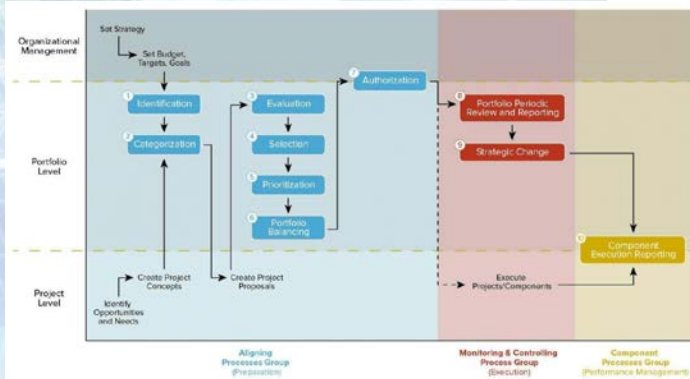 Organizational
Management
Set Strategy
Set Budget,
Targets, Goals
7
Authorization
Portfolio
Level
1
Identification
2
Categorization
3
Evaluation
4
Selection
5
Prioritization
6
Portfolio
Balancing
8
Portfolio Periodic
Review and Reporting
9
Strategic Change
10
Component
Execution Reporting
Project
Level
Create Project
Concepts
Identify
Opportunities
and Needs
Create Project
Proposals
Execute
Projects/Components
Aligning
Processes Group
(Preparation)
Monitoring & Controlling
Process Group
(Execution)
Component
Processes Group
(Performance Management)